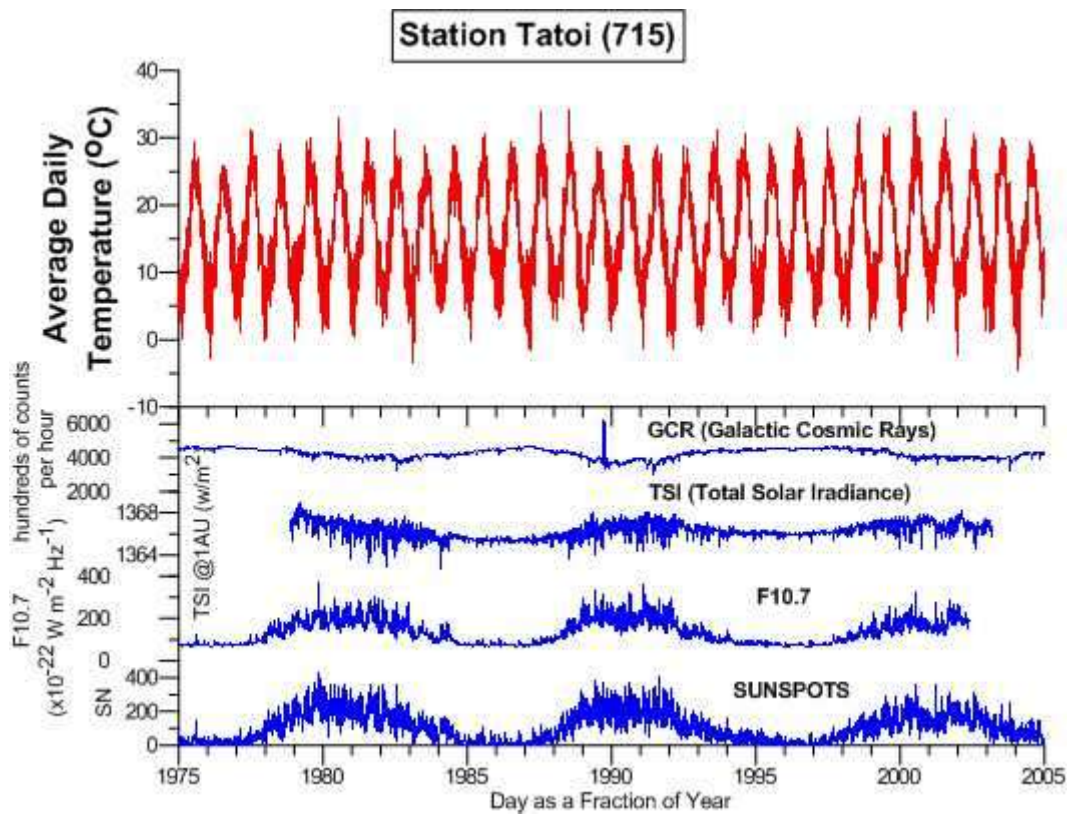 Station Tatoi (715)
Average Daily
Temperature (ºC)
40
30
20
10
0
-10
hundreds of counts
per hour
6000
4000
2000
GCR (Galactic Cosmic Rays)
TSI @1AU (w/m²)
1368
1364
TSI (Total Solar Irradiance)
F10.7
(x10⁻²² W m⁻² Hz⁻¹)
400
200
0
F10.7
SN
400
200
0
SUNSPOTS
1975 1980 1985 1990 1995 2000 2005
Day as a Fraction of Year